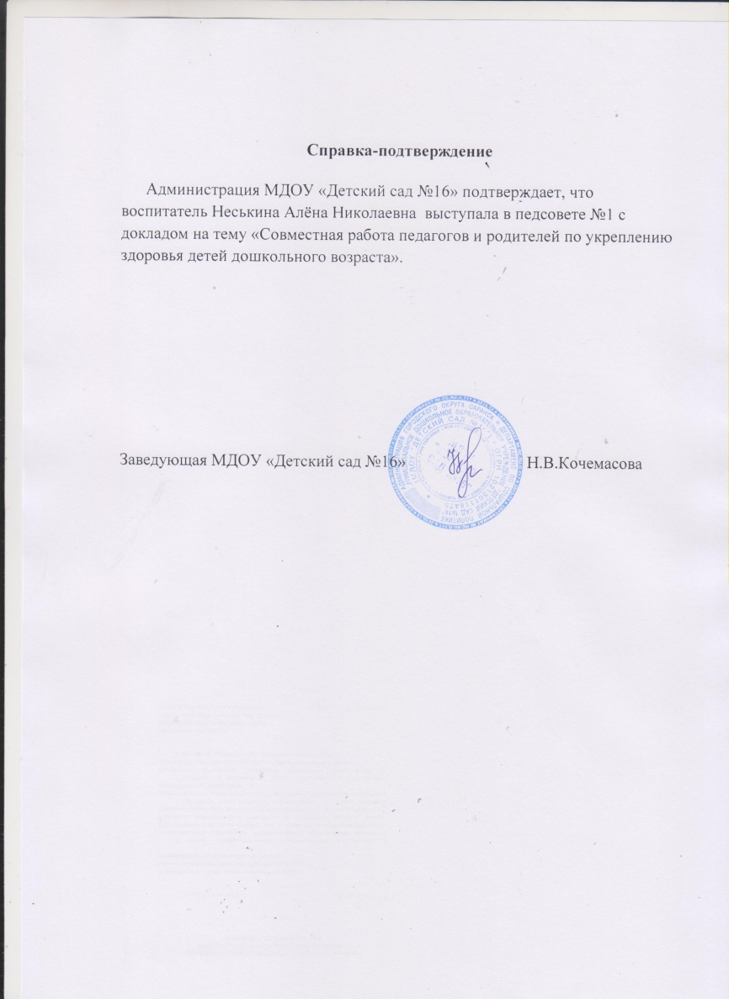 Справка-подтверждение
Администрация МДОУ «Детский сад №16» подтверждает, что
воспитатель Неськина Алёна Николаевна выступала в педсовете №1 с
докладом на тему «Совместная работа педагогов и родителей по укреплению
здоровья детей дошкольного возраста».
Заведующая МДОУ «Детский сад №16»
Н.В.Кочемасова